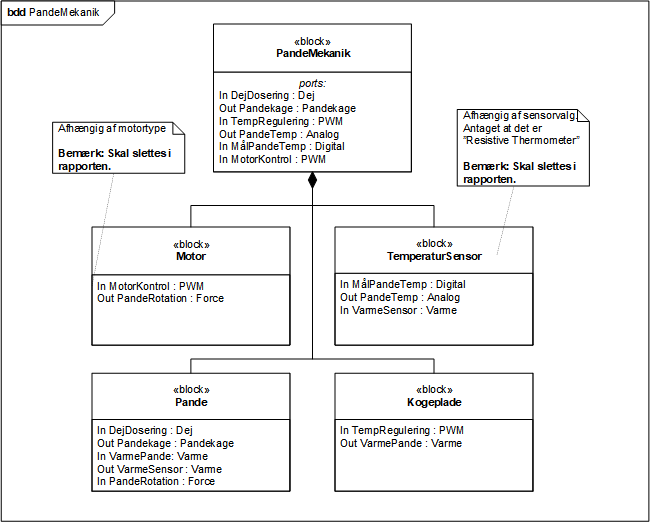 bdd PandeMekanik
«block»
PandeMekanik
ports:
In DejDosering : Dej
Out Pandekage : Pandekage
In TempRegulering : PWM
Out PandeTemp : Analog
In MålPandeTemp : Digital
In MotorKontrol : PWM
Afhængig af motortype
Bemærk: Skal slettes i
rapporten.
Afhængig af sensorvalg.
Antaget at det er
"Resistive Thermometer"
Bemærk: Skal slettes i
rapporten.
«block»
Motor
In MotorKontrol : PWM
Out PandeRotation : Force
«block»
TemperaturSensor
In MålPandeTemp : Digital
Out PandeTemp : Analog
In VarmeSensor : Varme
«block»
Pande
In DejDosering : Dej
Out Pandekage : Pandekage
In VarmePande: Varme
Out VarmeSensor : Varme
In PandeRotation : Force
«block»
Kogeplade
In TempRegulering : PWM
Out VarmePande : Varme